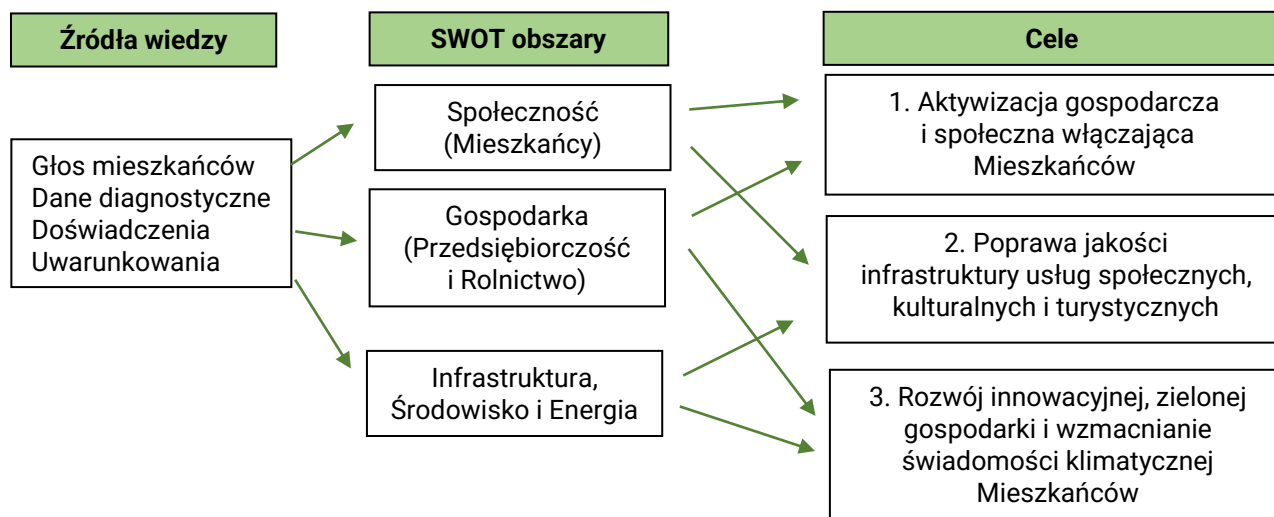 Źródła wiedzy
SWOT obszary
Cele
Głos mieszkańców
Dane diagnostyczne
Doświadczenia
Uwarunkowania
Społeczność
(Mieszkańcy)
Gospodarka
(Przedsiębiorczość
i Rolnictwo)
Infrastruktura,
Środowisko i Energia
1. Aktywizacja gospodarcza
i społeczna włączająca
Mieszkańców
2. Poprawa jakości
infrastruktury usług społecznych,
kulturalnych i turystycznych
3. Rozwój innowacyjnej, zielonej
gospodarki i wzmacnianie
świadomości klimatycznej
Mieszkańców